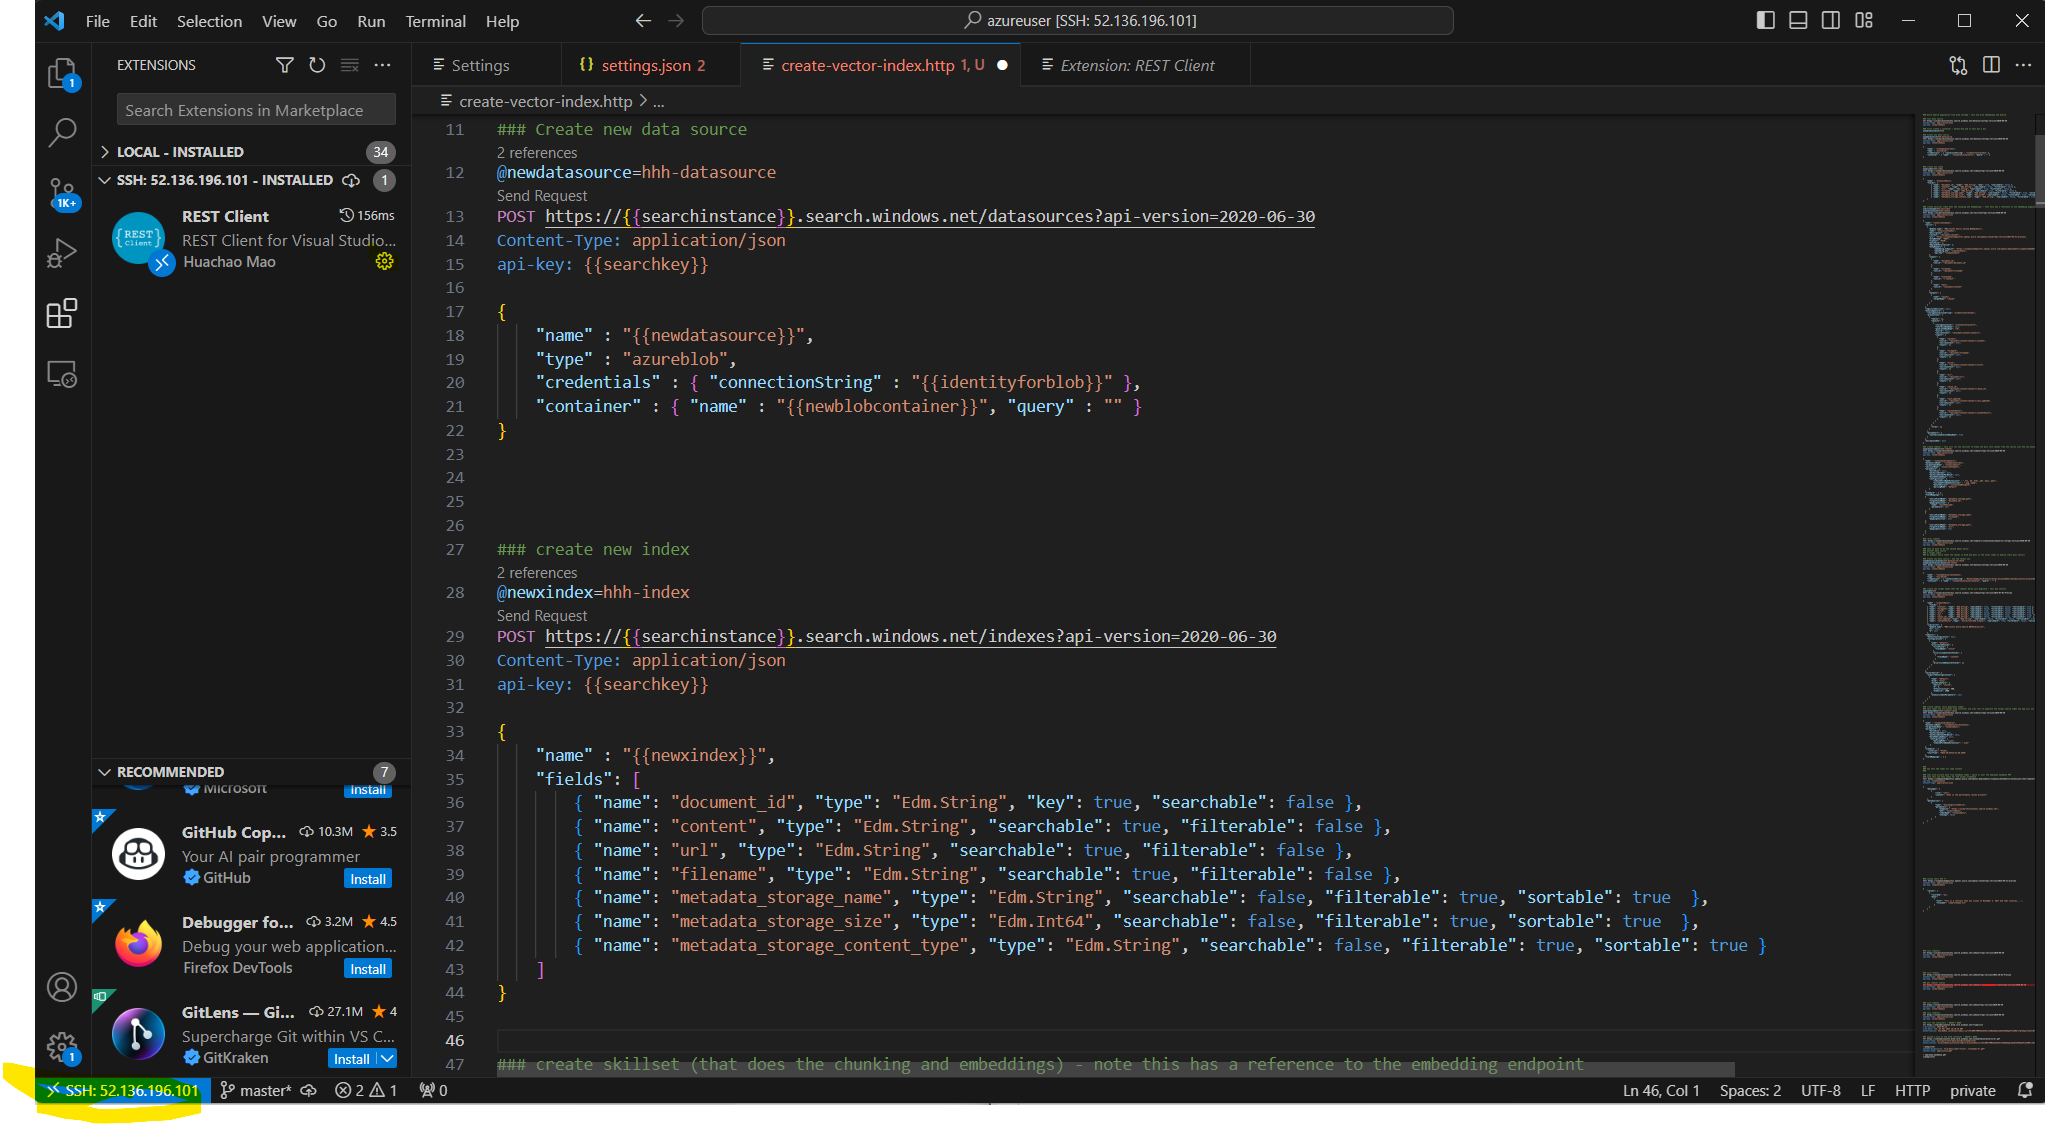 File Edit Selection View Go Run Terminal Help
azureuser [SSH: 52.136.196.101]
EXTENSIONS
Search Extensions in Marketplace
LOCAL - INSTALLED 34
SSH: 52.136.196.101 - INSTALLED 1
{REST} Client
REST Client 156ms
REST Client for Visual Studio...
Huachao Mao
1
1K+
RECOMMENDED 7
Microsoft Install
GitHub Cop... 10.3M 3.5
Your AI pair programmer
GitHub Install
Debugger fo... 3.2M 4.5
Debug your web application...
Firefox DevTools Install
GitLens — Gi... 27.1M 4
Supercharge Git within VS C...
GitKraken Install
1
Settings {} settings.json 2 create-vector-index.http 1, U Extension: REST Client
create-vector-index.http > ...
11 ### Create new data source
2 references
12 @newdatasource=hhh-datasource
Send Request
13 POST https://{{searchinstance}}.search.windows.net/datasources?api-version=2020-06-30
14 Content-Type: application/json
15 api-key: {{searchkey}}
16
17 {
18 "name" : "{{newdatasource}}",
19 "type" : "azureblob",
20 "credentials" : { "connectionString" : "{{identityforblob}}" },
21 "container" : { "name" : "{{newblobcontainer}}", "query" : "" }
22 }
23
24
25
26
27 ### create new index
2 references
28 @newxindex=hhh-index
Send Request
29 POST https://{{searchinstance}}.search.windows.net/indexes?api-version=2020-06-30
30 Content-Type: application/json
31 api-key: {{searchkey}}
32
33 {
34 "name" : "{{newxindex}}",
35 "fields": [
36 { "name": "document_id", "type": "Edm.String", "key": true, "searchable": false },
37 { "name": "content", "type": "Edm.String", "searchable": true, "filterable": false },
38 { "name": "url", "type": "Edm.String", "searchable": true, "filterable": false },
39 { "name": "filename", "type": "Edm.String", "searchable": true, "filterable": false },
40 { "name": "metadata_storage_name", "type": "Edm.String", "searchable": false, "filterable": true, "sortable": true },
41 { "name": "metadata_storage_size", "type": "Edm.Int64", "searchable": false, "filterable": true, "sortable": true },
42 { "name": "metadata_storage_content_type", "type": "Edm.String", "searchable": false, "filterable": true, "sortable": true }
43 ]
44 }
45
46
47 ### create skillset (that does the chunking and embeddings) - note this has a reference to the embedding endpoint
SSH: 52.136.196.101 master* 2 1 0 Ln 46, Col 1 Spaces: 2 UTF-8 LF HTTP private